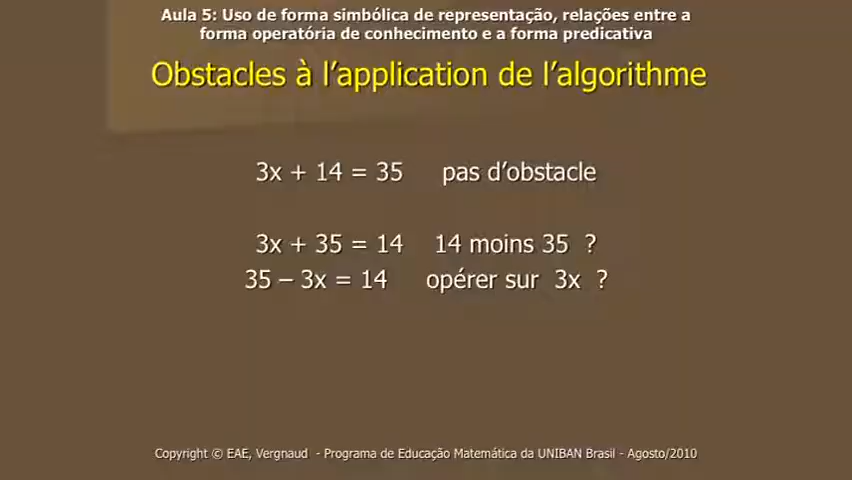 Aula 5: Uso de forma simbólica de representação, relações entre a
forma operatória de conhecimento e a forma predicativa
Obstacles à l’application de l’algorithme
3x + 14 = 35 pas d’obstacle
3x + 35 = 14 14 moins 35 ?
35 – 3x = 14 opérer sur 3x ?
Copyright © EAE, Vergnaud - Programa de Educação Matemática da UNIBAN Brasil - Agosto/2010